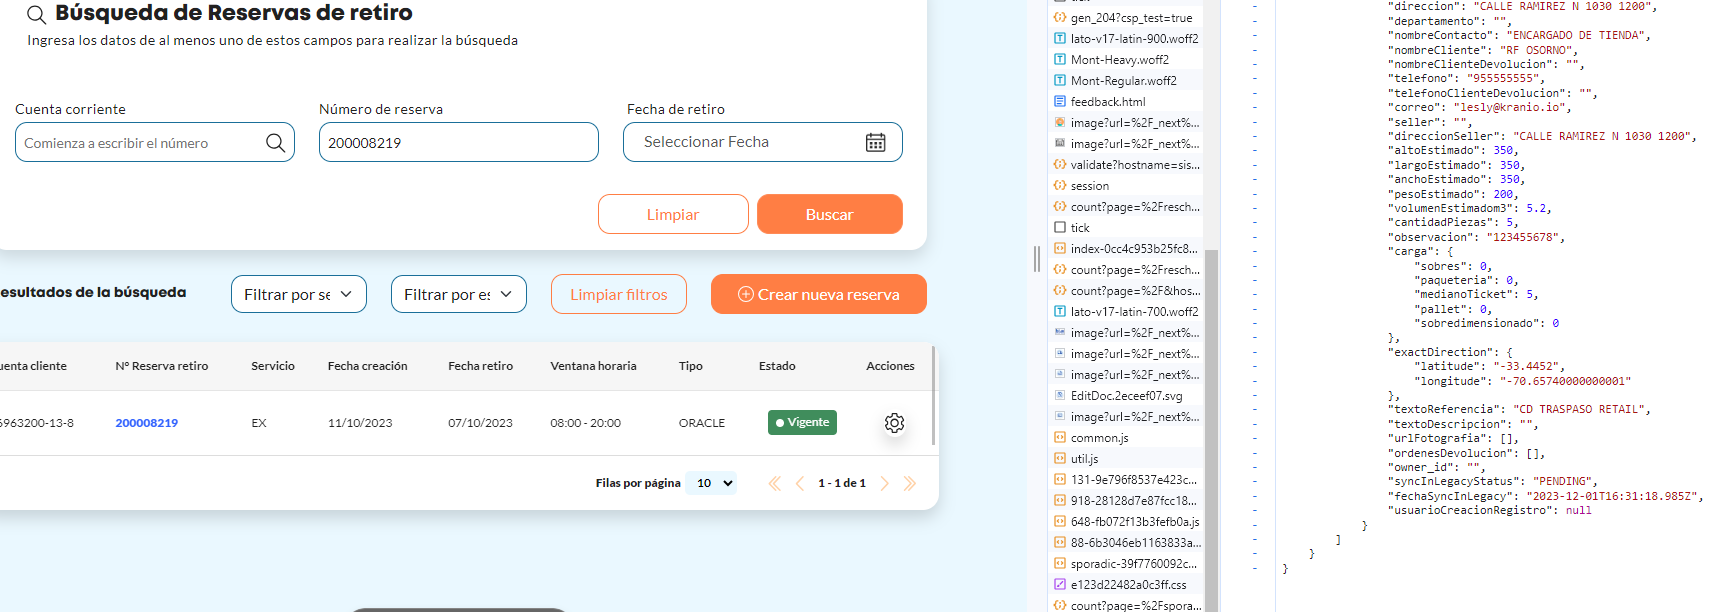 Búsqueda de Reservas de retiro
Ingresa los datos de al menos uno de estos campos para realizar la búsqueda
Cuenta corriente
Número de reserva
Fecha de retiro
Comienza a escribir el número
200008219
Seleccionar Fecha
Limpiar
Buscar
esultados de la búsqueda
Filtrar por se
Filtrar por es
Limpiar filtros
Crear nueva reserva
uenta cliente
Nº Reserva retiro
Servicio
Fecha creación
Fecha retiro
Ventana horaria
Tipo
Estado
Acciones
5963200-13-8
200008219
EX
11/10/2023
07/10/2023
08:00 - 20:00
ORACLE
Vigente
Filas por página
10
1 - 1 de 1
gen_204?csp_test=true
lato-v17-latin-900.woff2
Mont-Heavy.woff2
Mont-Regular.woff2
feedback.html
image?url=%2F_next%...
image?url=%2F_next%...
validate?hostname=sis...
session
count?page=%2Fresch...
tick
index-0cc4c953b25fc8...
count?page=%2Fresch...
count?page=%2F&hos...
lato-v17-latin-700.woff2
image?url=%2F_next%...
image?url=%2F_next%...
image?url=%2F_next%...
EditDoc.2eceef07.svg
image?url=%2F_next%...
common.js
util.js
131-9e796f8537e423c...
918-28128d7e87fcc18...
648-fb072f13b3fefb0a.js
88-6b3046eb1163833a...
sporadic-39f7760092c...
e123d22482a0c3ff.css
count?page=%2Fspora...
"direccion": "CALLE RAMIREZ N 1030 1200",
"departamento": "",
"nombreContacto": "ENCARGADO DE TIENDA",
"nombreCliente": "RF OSORNO",
"nombreClienteDevolucion": "",
"telefono": "955555555",
"telefonoClienteDevolucion": "",
"correo": "lesly@kranio.io",
"seller": "",
"direccionSeller": "CALLE RAMIREZ N 1030 1200",
"altoEstimado": 350,
"largoEstimado": 350,
"anchoEstimado": 350,
"pesoEstimado": 200,
"volumenEstimadom3": 5.2,
"cantidadPiezas": 5,
"observacion": "123455678",
"carga": {
"sobres": 0,
"paqueteria": 0,
"medianoTicket": 5,
"pallet": 0,
"sobredimensionado": 0
},
"exactDirection": {
"latitude": "-33.4452",
"longitude": "-70.65740000000001"
},
"textoReferencia": "CD TRASPASO RETAIL",
"textoDescripcion": "",
"urlFotografia": [],
"ordenesDevolucion": [],
"owner_id": "",
"syncInLegacyStatus": "PENDING",
"fechaSyncInLegacy": "2023-12-01T16:31:18.985Z",
"usuarioCreacionRegistro": null
}
]
}
}